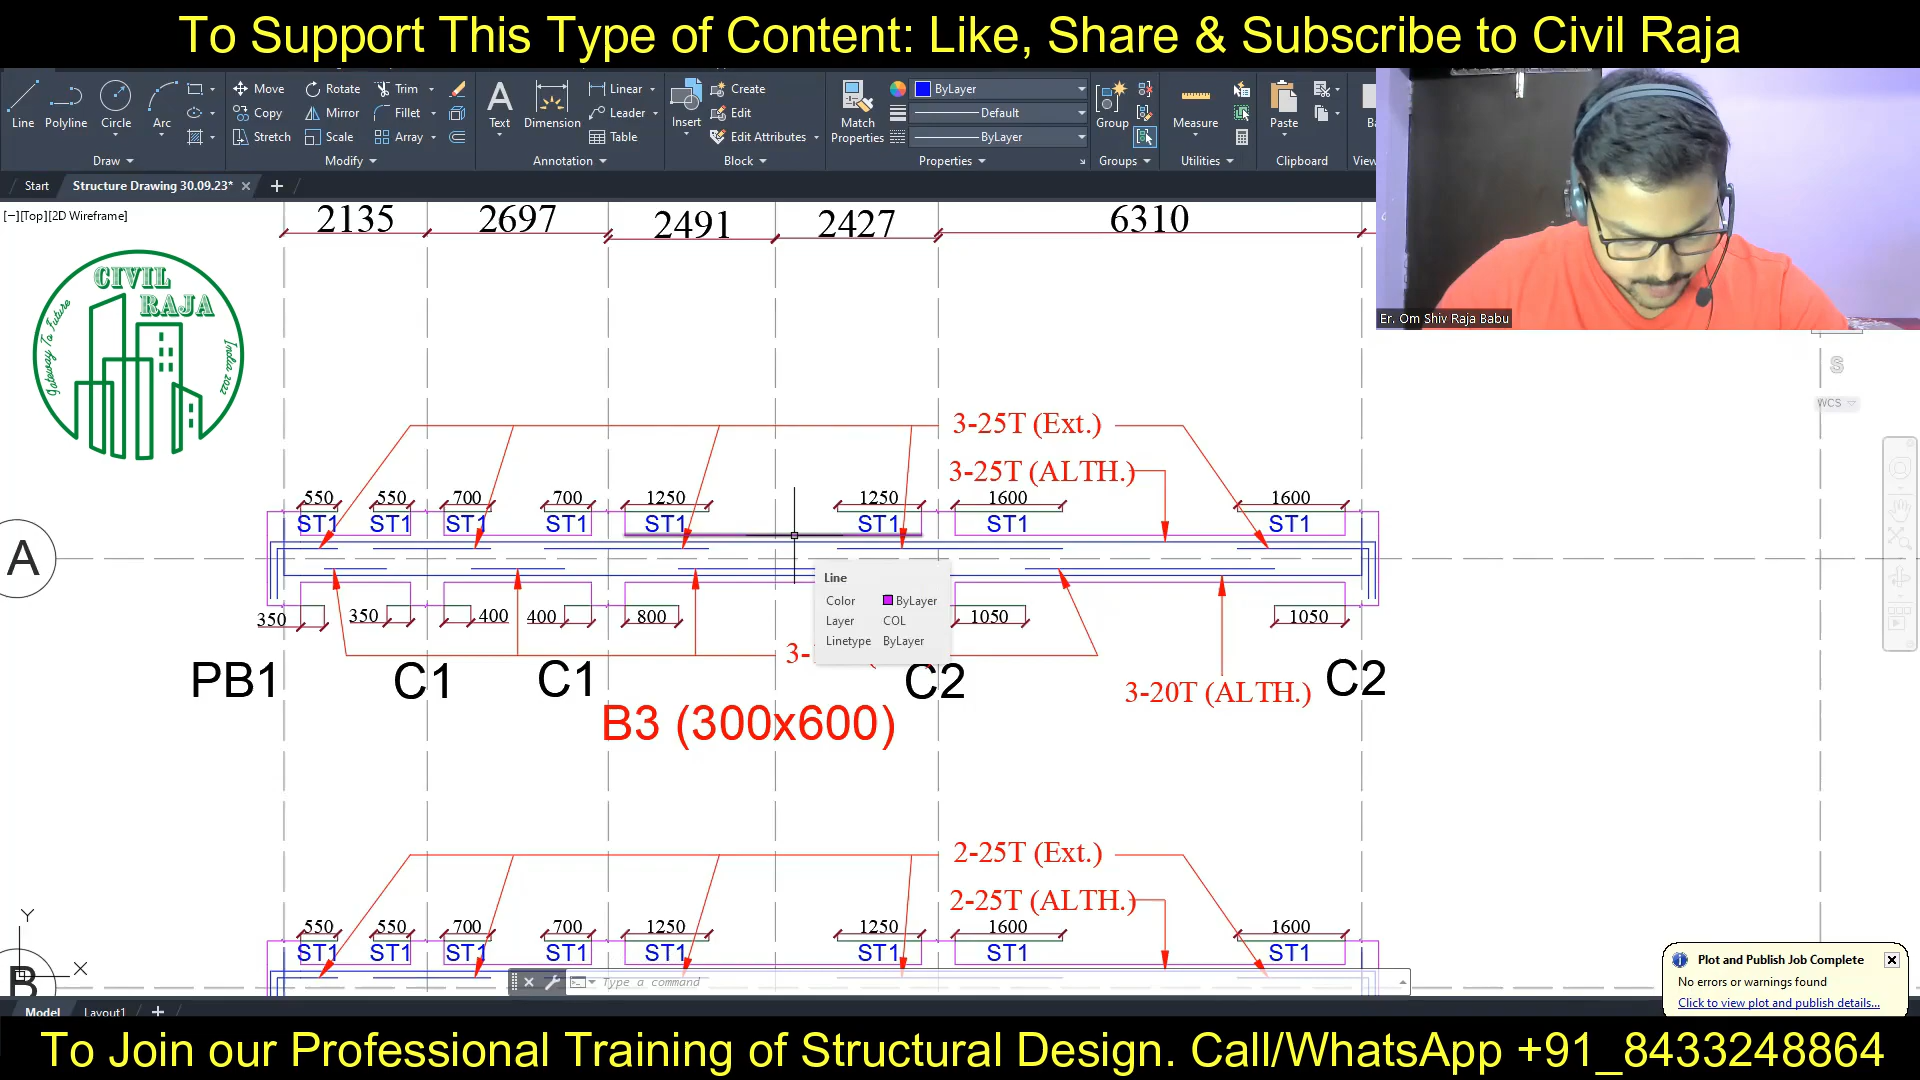 To Support This Type of Content: Like, Share & Subscribe to Civil Raja
Line
Polyline
Circle
Arc
Move
Rotate
Trim
Copy
Mirror
Fillet
Stretch
Scale
Array
Text
Dimension
Linear
Leader
Table
Insert
Create
Edit
Edit Attributes
Match
Properties
ByLayer
Default
ByLayer
Group
Measure
Paste
Draw
Modify
Annotation
Block
Properties
Groups
Utilities
Clipboard
Start
Structure Drawing 30.09.23*
[−][Top][2D Wireframe]
2135 2697 2491 2427 6310
CIVIL
RAJA
Gateway To Future
India 2022
Er. Om Shiv Raja Babu
S
WCS
3-25T (Ext.)
3-25T (ALTH.)
550 550 700 700 1250 1250 1600 1600
ST1 ST1 ST1 ST1 ST1 ST1 ST1 ST1
A
Line
Color ByLayer
Layer COL
Linetype ByLayer
350 350 400 400 800 1050 1050
3-
PB1 C1 C1 C2 C2
3-20T (ALTH.)
B3 (300x600)
2-25T (Ext.)
2-25T (ALTH.)
550 550 700 700 1250 1250 1600 1600
ST1 ST1 ST1 ST1 ST1 ST1 ST1 ST1
Y
X
B
Type a command
Plot and Publish Job Complete
No errors or warnings found
Click to view plot and publish details...
Model
Layout1
To Join our Professional Training of Structural Design. Call/WhatsApp +91_8433248864